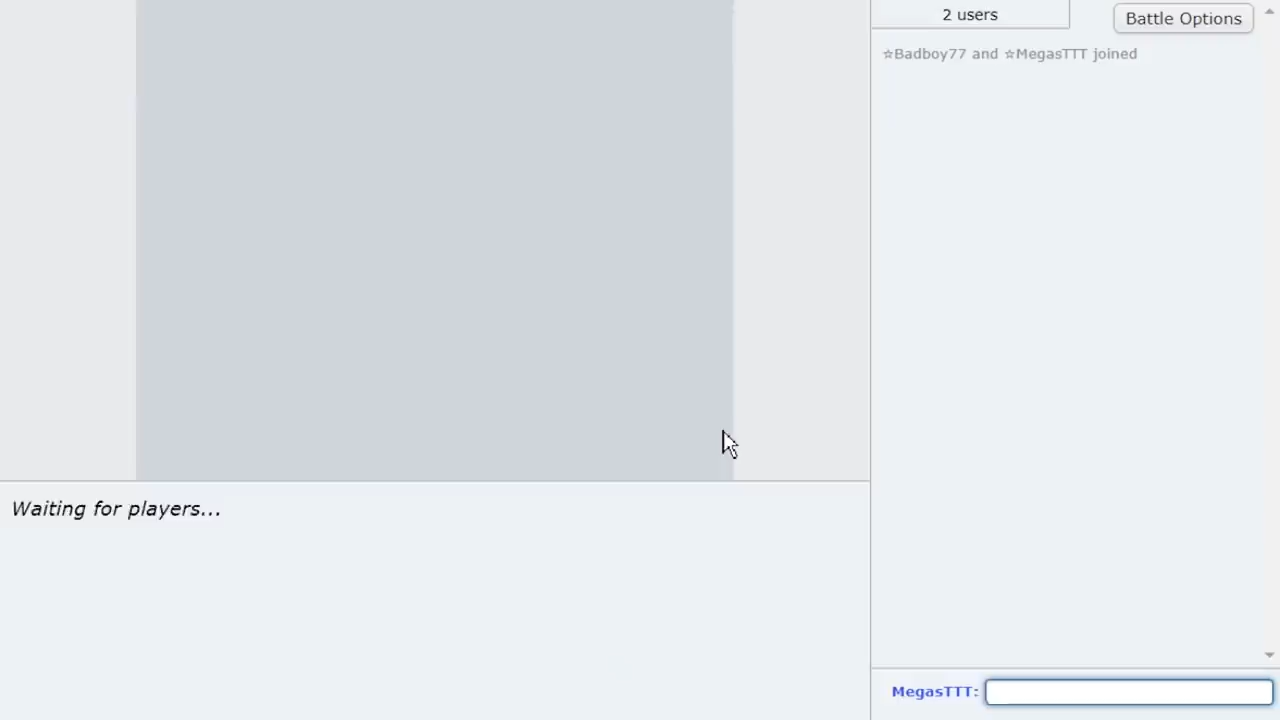 2 users
Battle Options
☆Badboy77 and ☆MegasTTT joined
Waiting for players...
MegasTTT: